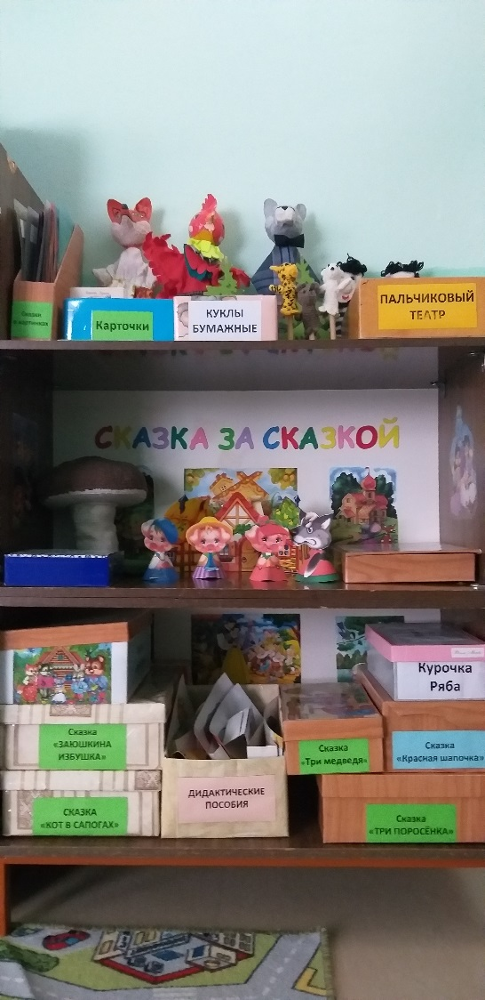 Сказки
в картинках
Карточки
КУКЛЫ
БУМАЖНЫЕ
ПАЛЬЧИКОВЫЙ
ТЕАТР
СКАЗКА ЗА СКАЗКОЙ
Курочка
Ряба
Сказка
«ЗАЮШКИНА
ИЗБУШКА»
Сказка
«Три медведя»
Сказка
«Красная шапочка»
ДИДАКТИЧЕСКИЕ
ПОСОБИЯ
СКАЗКА
«КОТ В САПОГАХ»
Сказка
«ТРИ ПОРОСЁНКА»